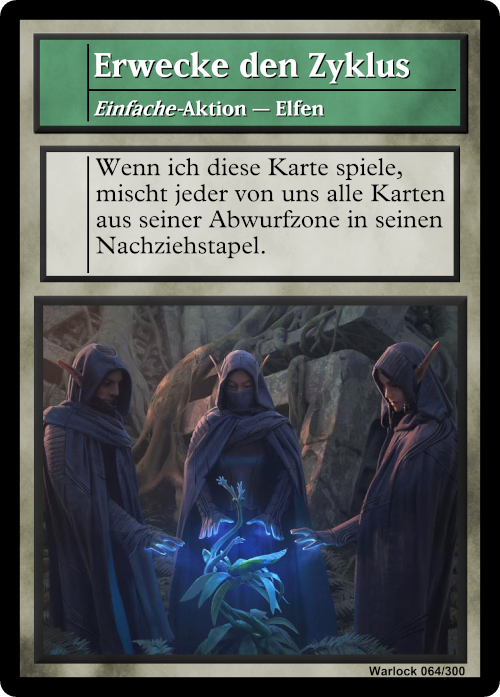 Erwecke den Zyklus
Einfache-Aktion — Elfen
Wenn ich diese Karte spiele,
mischt jeder von uns alle Karten
aus seiner Abwurfzone in seinen
Nachziehstapel.
Warlock 064/300